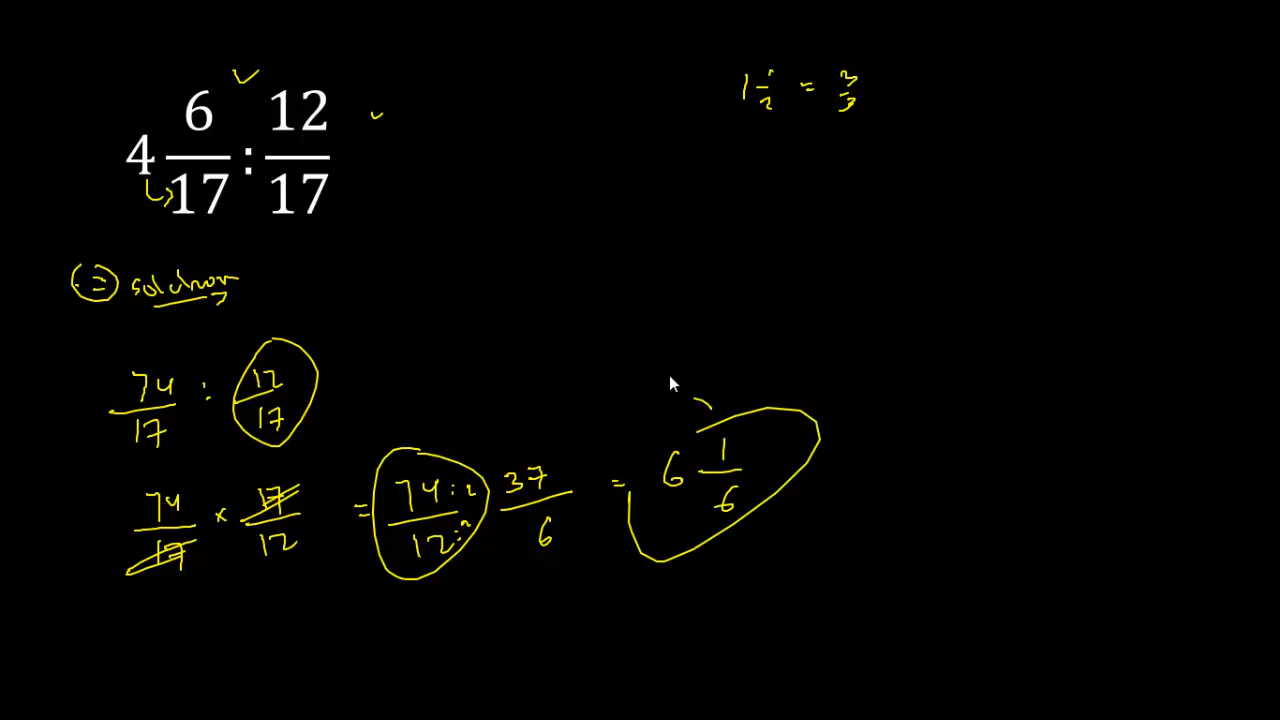 4 6/17 : 12/17
1 1/2 = 3/3
(=) solution
74/17 : 12/17
74/17 × 17/12 = 74:2/12:2 37/6 = 6 1/6